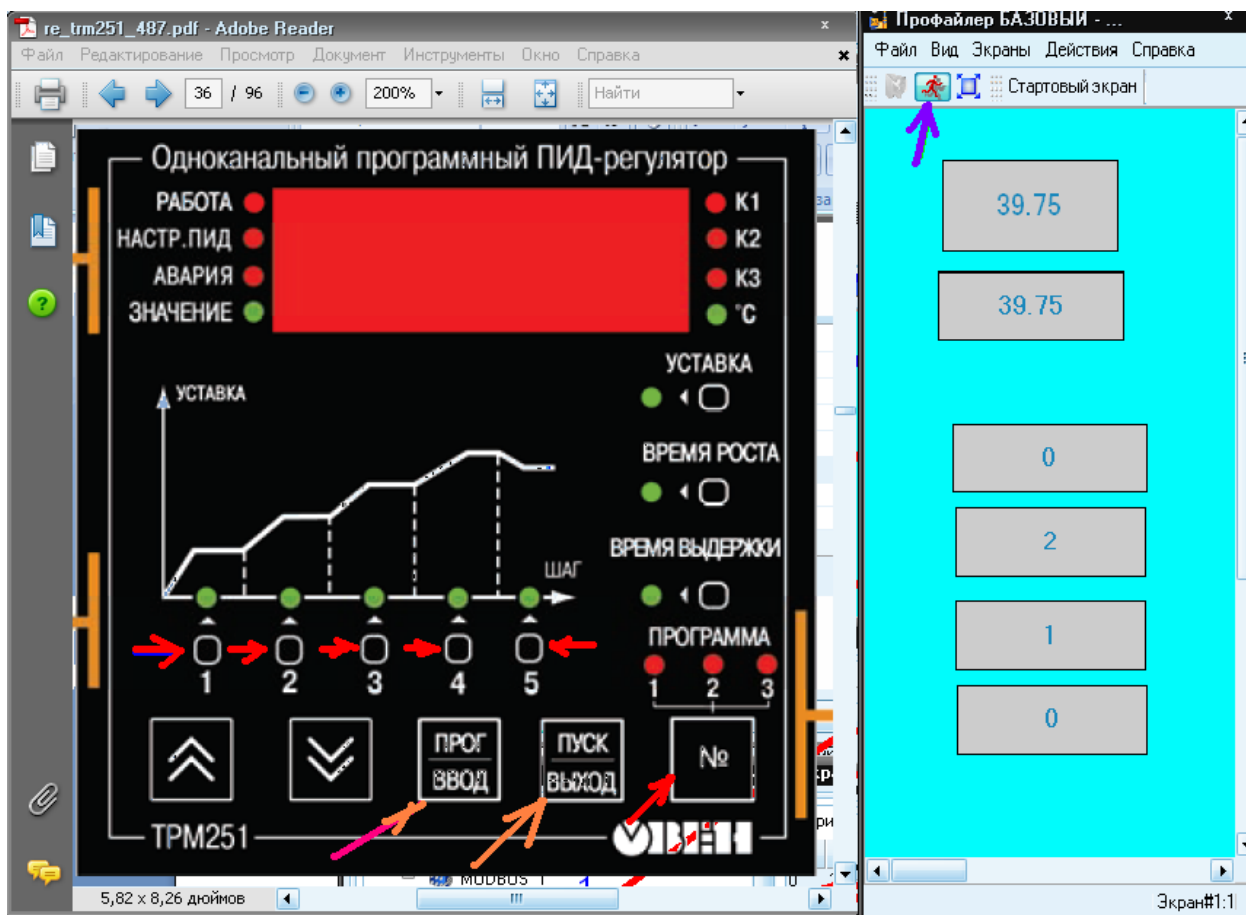 re_trm251_487.pdf - Adobe Reader
x
Файл Редактирование Просмотр Документ Инструменты Окно Справка
36 / 96
200%
Найти
Одноканальный программный ПИД-регулятор
РАБОТА
К1
НАСТР.ПИД
К2
АВАРИЯ
К3
ЗНАЧЕНИЕ
°C
УСТАВКА
УСТАВКА
ВРЕМЯ РОСТА
ВРЕМЯ ВЫДЕРЖКИ
ШАГ
ПРОГРАММА
1 2 3 4 5
1 2 3
ПРОГ
ВВОД
ПУСК
ВЫХОД
№
ТРМ251
ОВЕН
MODBUS
5,82 x 8,26 дюймов
Профайлер БАЗОВЫЙ - ...
x
Файл Вид Экраны Действия Справка
Стартовый экран
39.75
39.75
0
2
1
0
Экран#1:1